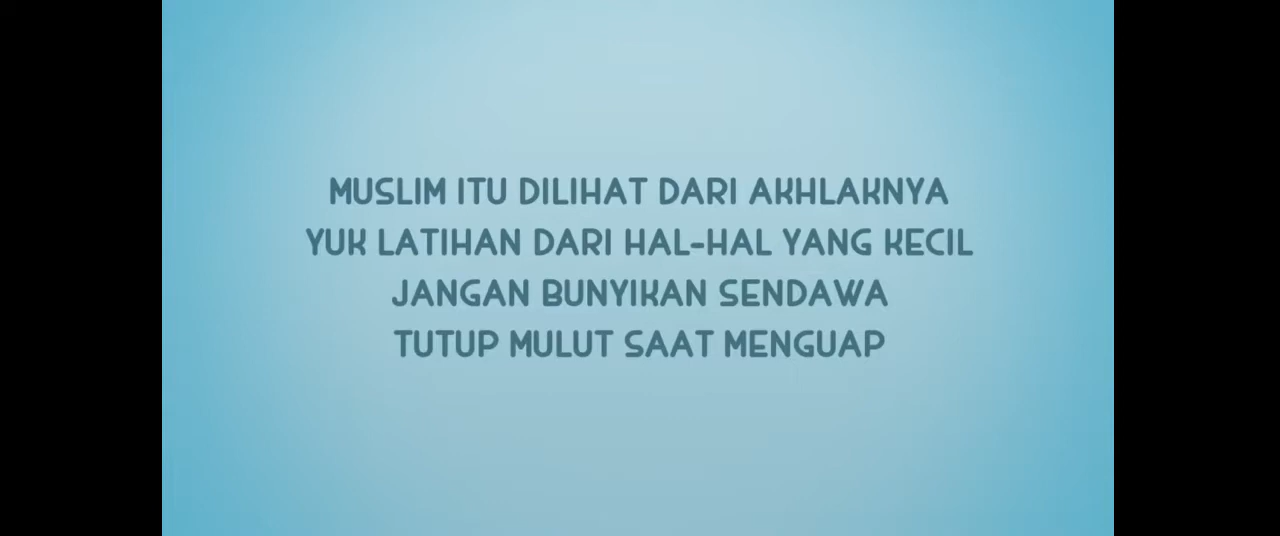 MUSLIM ITU DILIHAT DARI AKHLAKNYA
YUK LATIHAN DARI HAL-HAL YANG KECIL
JANGAN BUNYIKAN SENDAWA
TUTUP MULUT SAAT MENGUAP